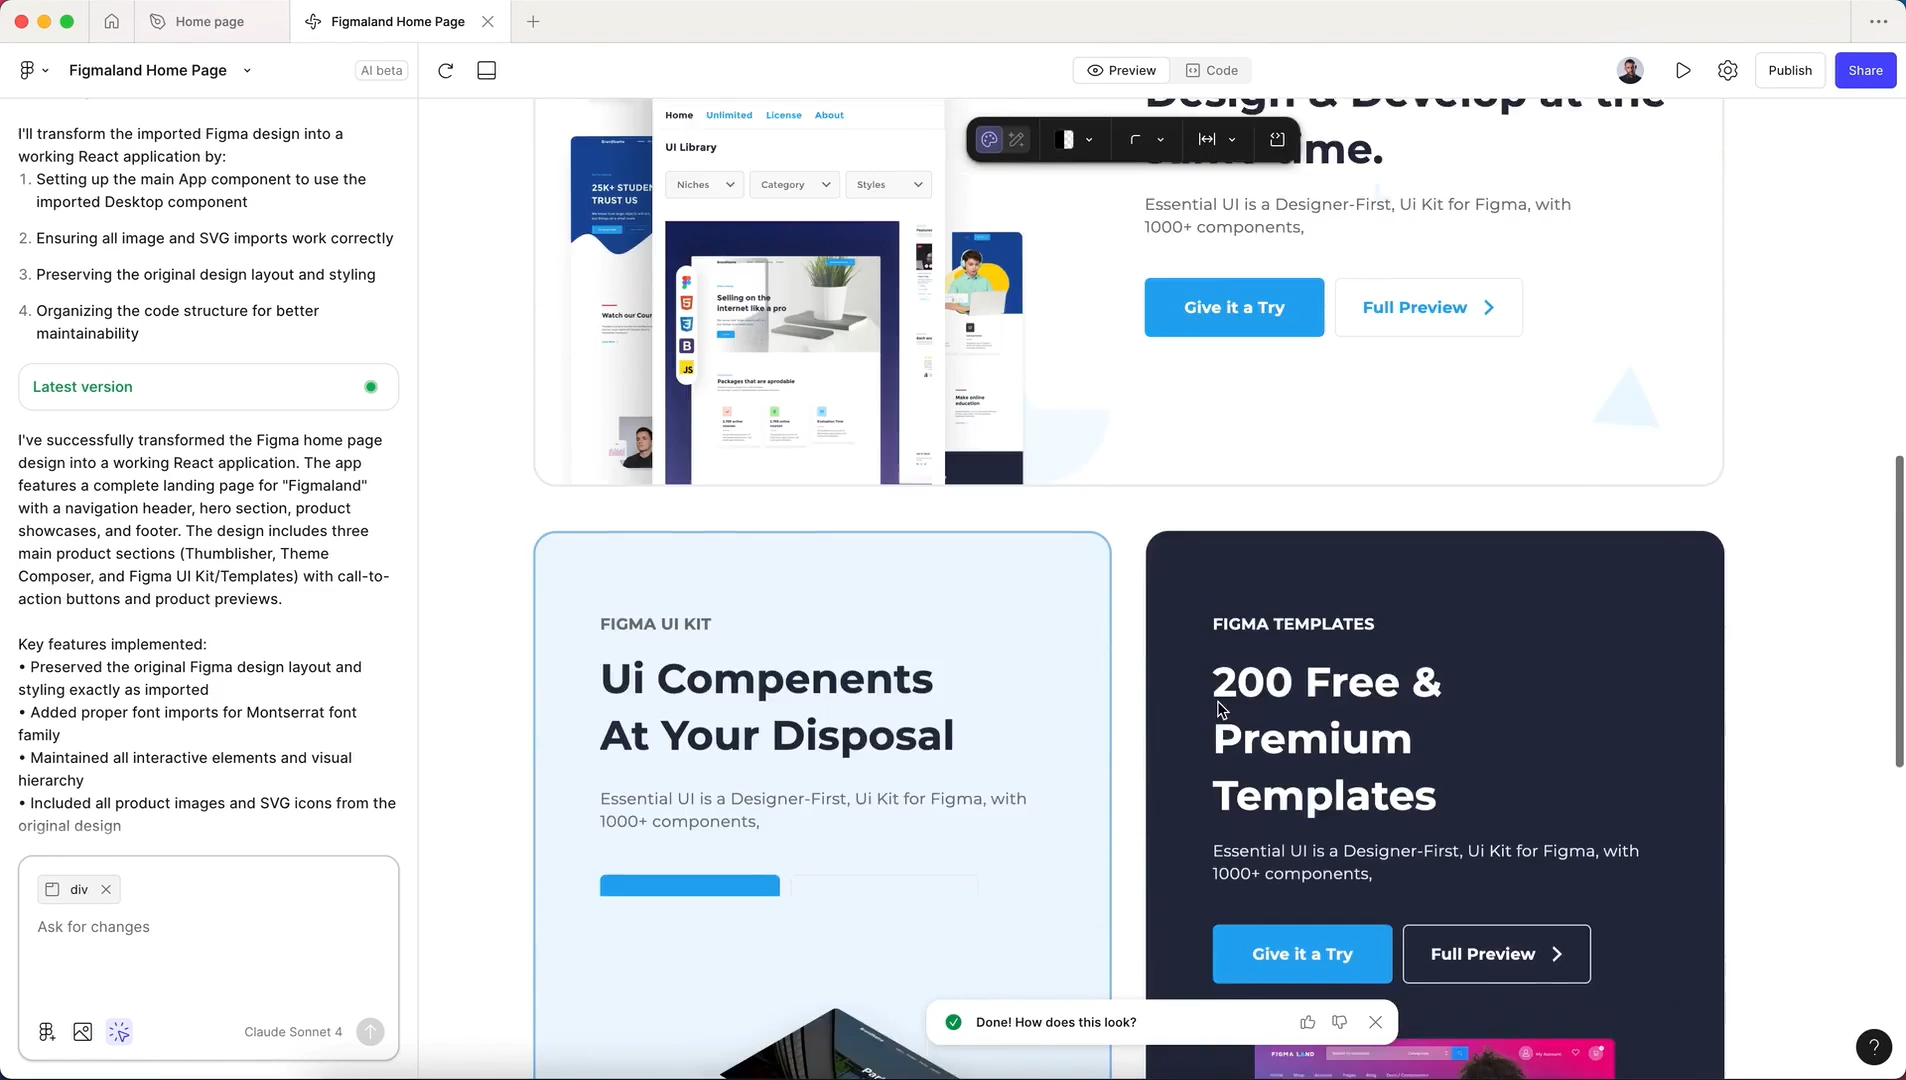 Home page
Figmaland Home Page
Figmaland Home Page
AI beta
Preview
Code
Publish
Share
I'll transform the imported Figma design into a
working React application by:
1. Setting up the main App component to use the
imported Desktop component
2. Ensuring all image and SVG imports work correctly
3. Preserving the original design layout and styling
4. Organizing the code structure for better
maintainability
Latest version
I've successfully transformed the Figma home page
design into a working React application. The app
features a complete landing page for "Figmaland"
with a navigation header, hero section, product
showcases, and footer. The design includes three
main product sections (Thumblisher, Theme
Composer, and Figma UI Kit/Templates) with call-to-
action buttons and product previews.
Key features implemented:
• Preserved the original Figma design layout and
styling exactly as imported
• Added proper font imports for Montserrat font
family
• Maintained all interactive elements and visual
hierarchy
• Included all product images and SVG icons from the
original design
div
Ask for changes
Claude Sonnet 4
Home
Unlimited
License
About
UI Library
Niches
Category
Styles
25K+ STUDEN
TRUST US
Watch our Cour
Selling on the
internet like a pro
Packages that are aprodable
JS
Make online
education
Design & Develop at the
ime.
Essential UI is a Designer-First, Ui Kit for Figma, with
1000+ components,
Give it a Try
Full Preview
FIGMA UI KIT
Ui Compenents
At Your Disposal
Essential UI is a Designer-First, Ui Kit for Figma, with
1000+ components,
FIGMA TEMPLATES
200 Free &
Premium
Templates
Essential UI is a Designer-First, Ui Kit for Figma, with
1000+ components,
Give it a Try
Full Preview
Done! How does this look?
FIGMA LAND
My Account
?